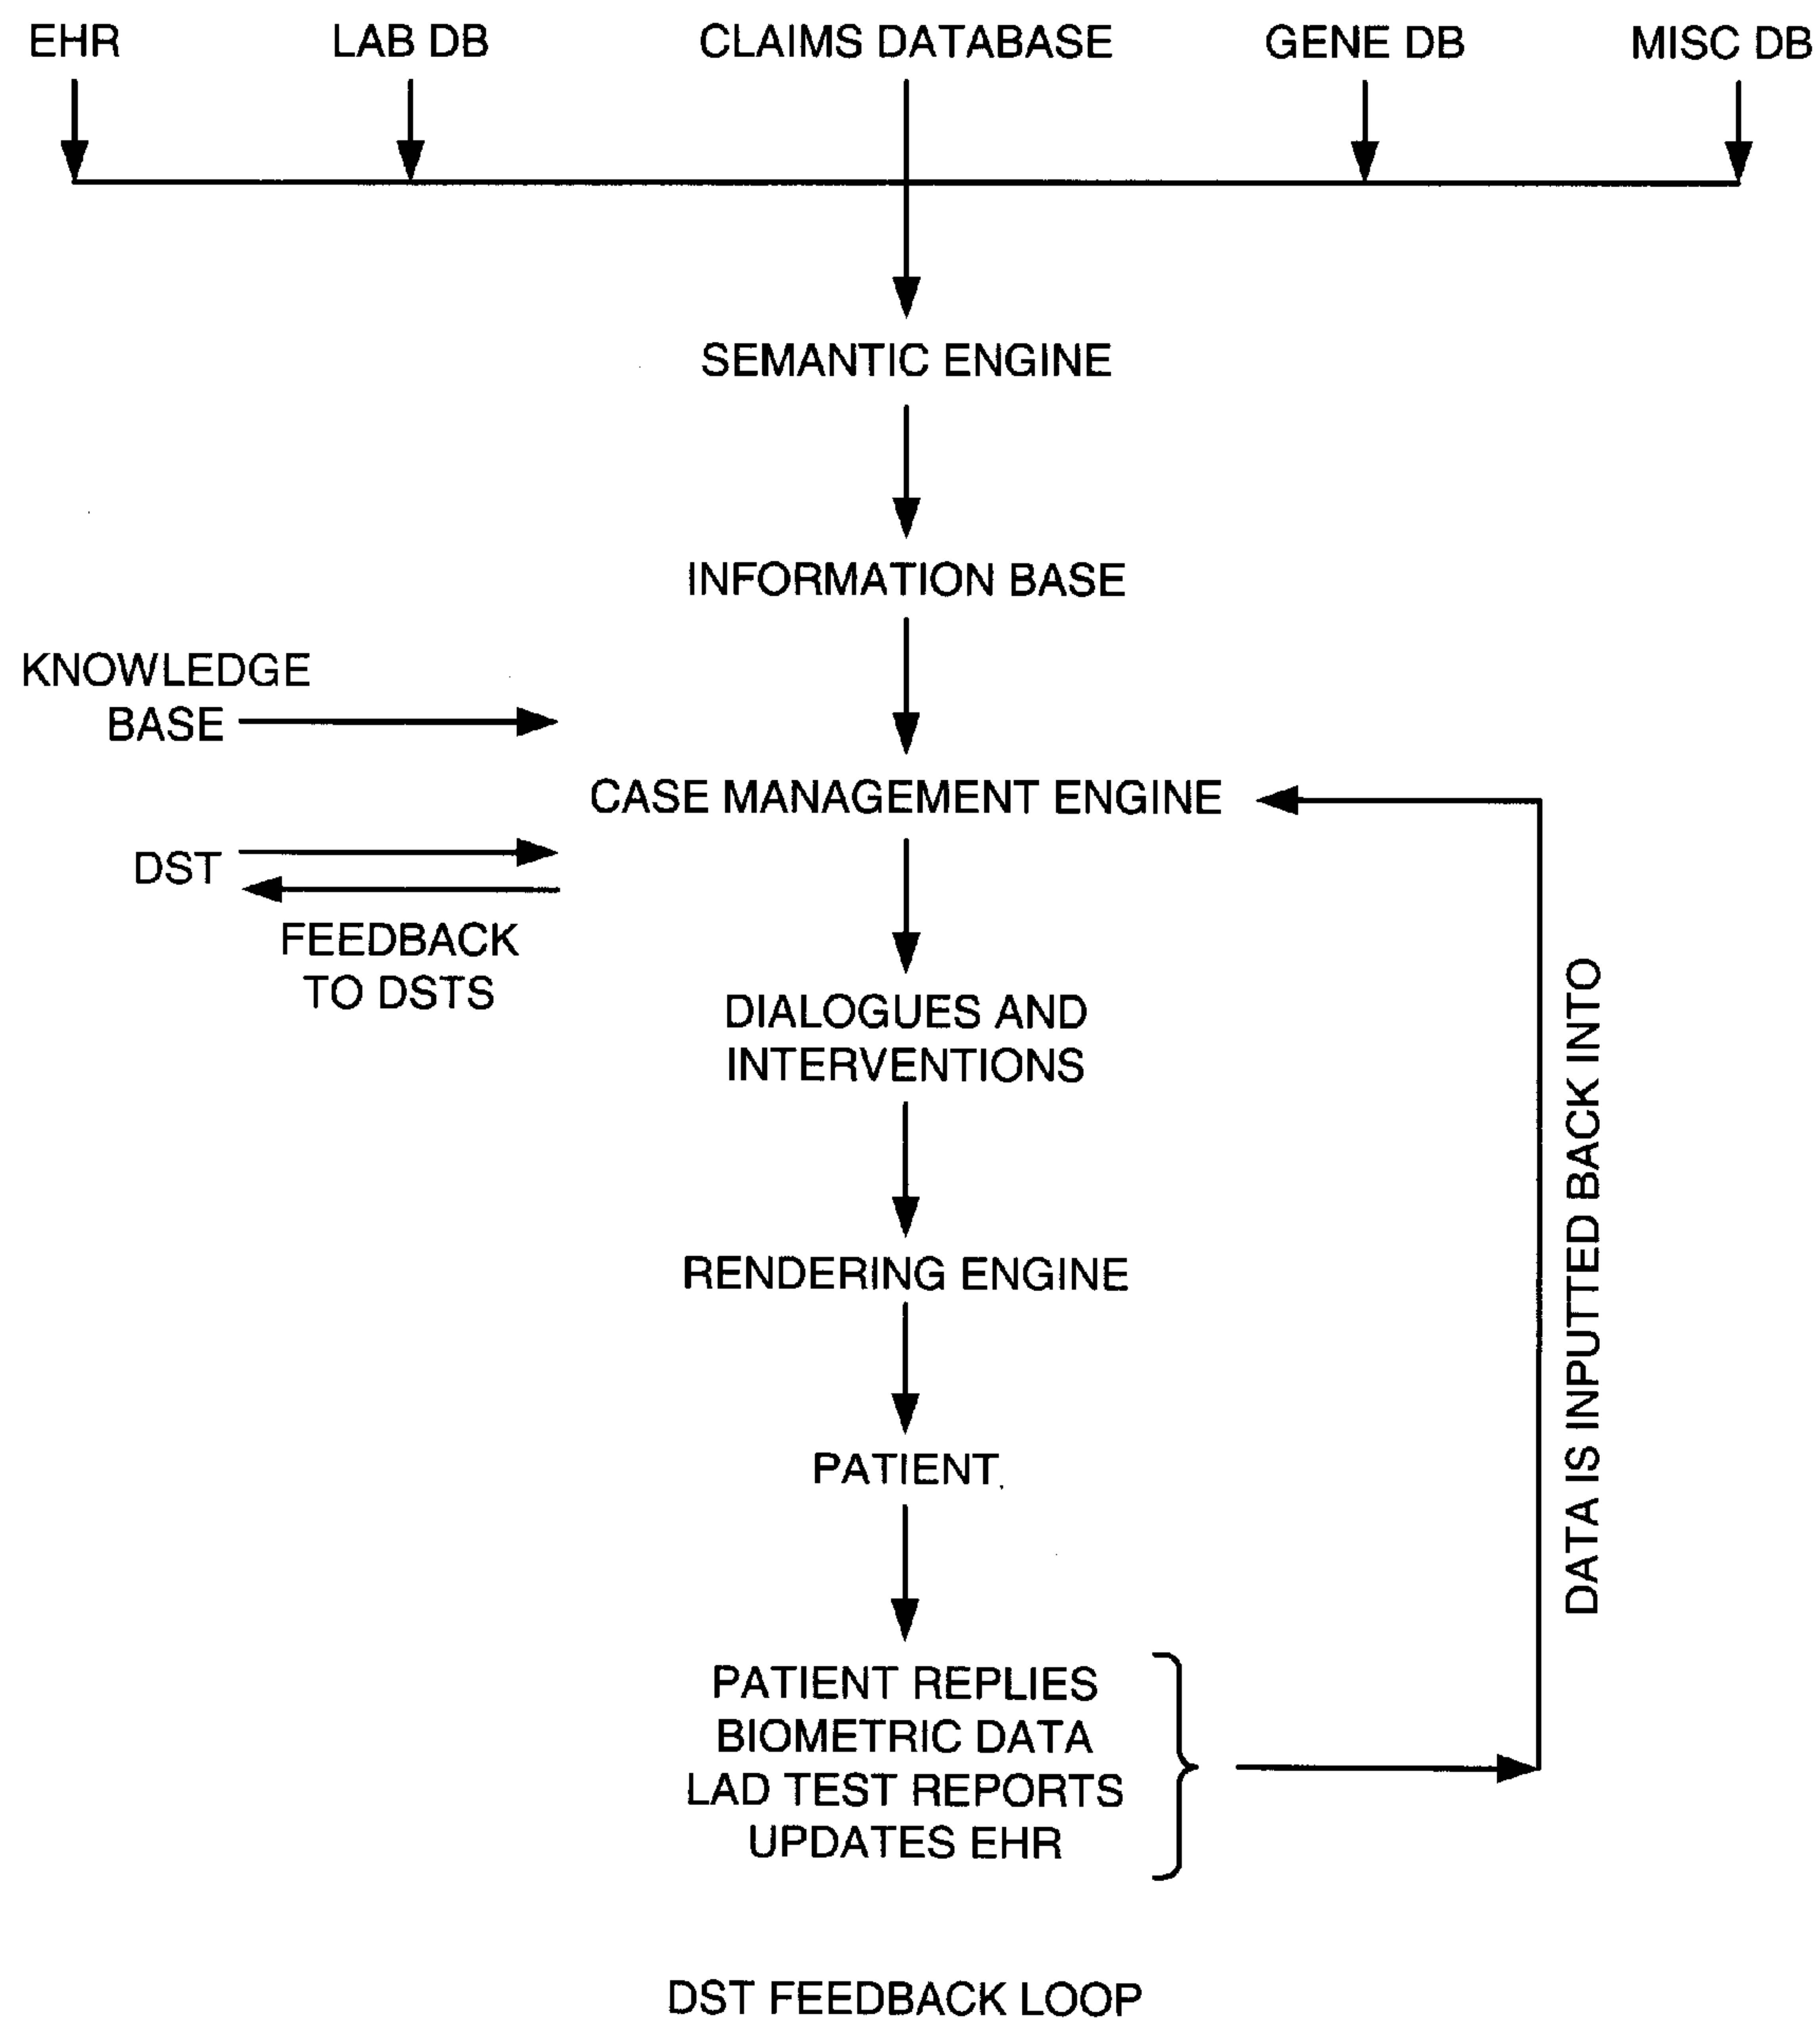 EHR
LAB DB
CLAIMS DATABASE
GENE DB
MISC DB
SEMANTIC ENGINE
INFORMATION BASE
KNOWLEDGE
BASE
CASE MANAGEMENT ENGINE
DST
FEEDBACK
TO DSTS
DIALOGUES AND
INTERVENTIONS
RENDERING ENGINE
PATIENT
DATA IS INPUTTED BACK INTO
PATIENT REPLIES
BIOMETRIC DATA
LAD TEST REPORTS
UPDATES EHR
DST FEEDBACK LOOP